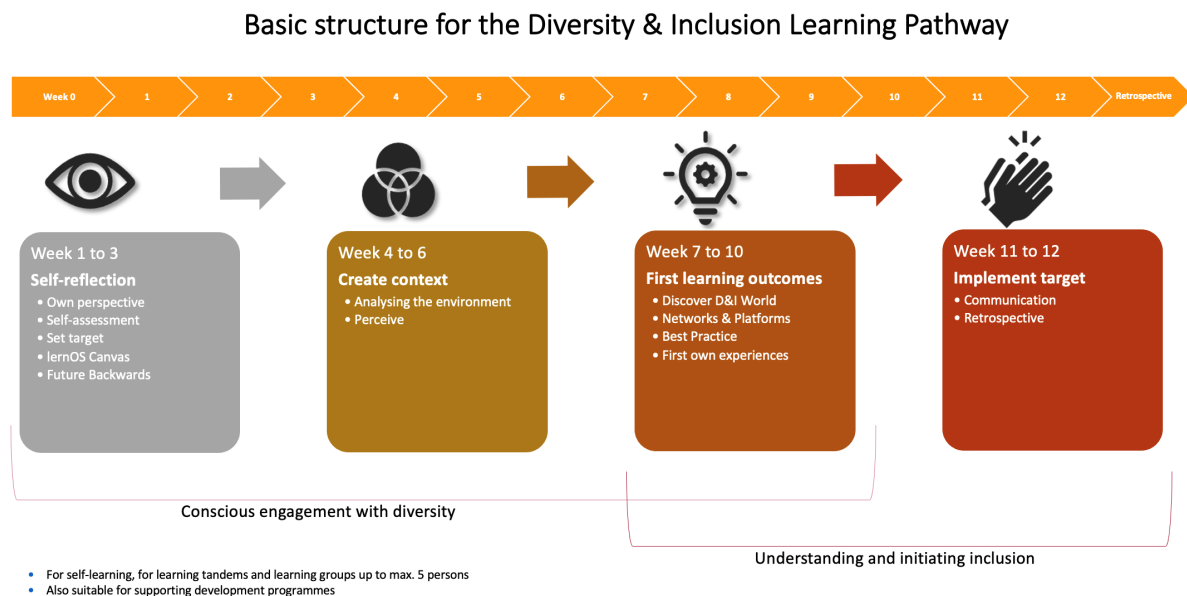 Basic structure for the Diversity & Inclusion Learning Pathway
Week 0
1
2
3
4
5
6
7
8
9
10
11
12
Retrospective
Week 1 to 3
Self-reflection
• Own perspective
• Self-assessment
• Set target
• lernOS Canvas
• Future Backwards
Week 4 to 6
Create context
• Analysing the environment
• Perceive
Week 7 to 10
First learning outcomes
• Discover D&I World
• Networks & Platforms
• Best Practice
• First own experiences
Week 11 to 12
Implement target
• Communication
• Retrospective
Conscious engagement with diversity
Understanding and initiating inclusion
• For self-learning, for learning tandems and learning groups up to max. 5 persons
• Also suitable for supporting development programmes